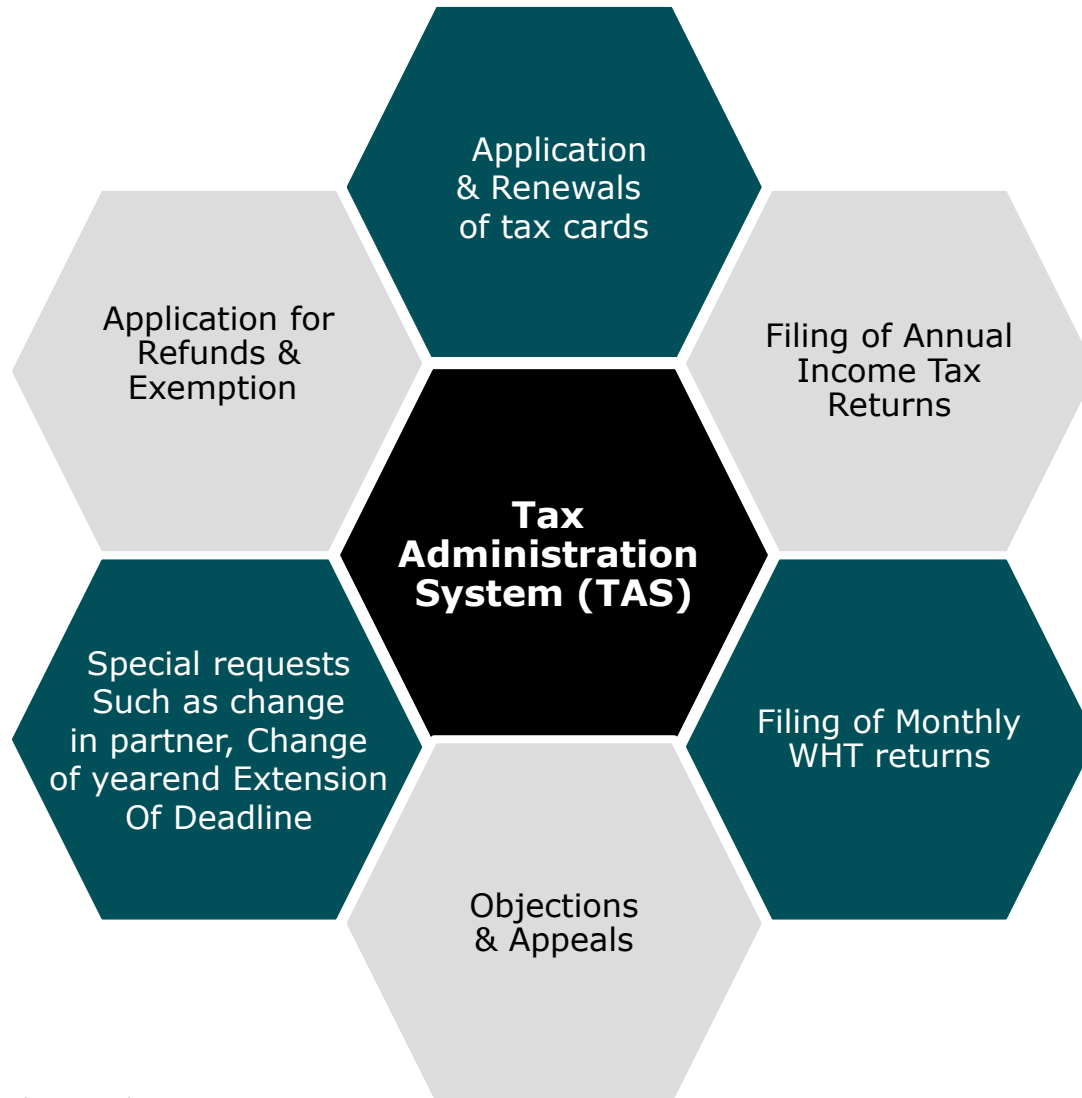 Application
& Renewals
of tax cards
Application for
Refunds &
Exemption
Filing of Annual
Income Tax
Returns
Tax
Administration
System (TAS)
Special requests
Such as change
in partner, Change
of yearend Extension
Of Deadline
Filing of Monthly
WHT returns
Objections
& Appeals